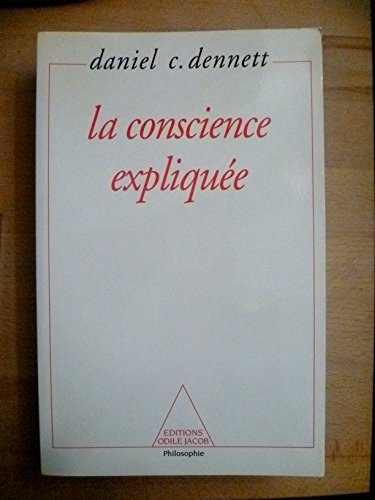 daniel c. dennett
la conscience
expliquée
EDITIONS
ODILE JACOB
Philosophie